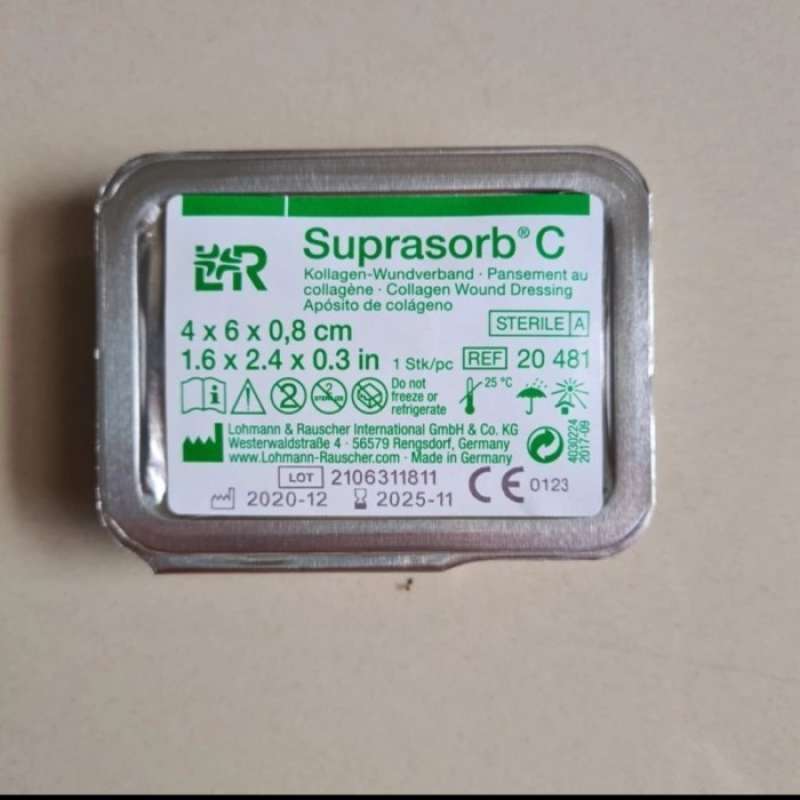 L&R
Suprasorb® C
Kollagen-Wundverband · Pansement au
collagène · Collagen Wound Dressing
Apósito de colágeno
4 x 6 x 0,8 cm
STERILE A
1.6 x 2.4 x 0.3 in 1 Stk/pc REF 20 481
Do not
freeze or
refrigerate
25 °C
2
2
STERILIZE
Lohmann & Rauscher International GmbH & Co. KG
Westerwaldstraße 4 · 56579 Rengsdorf, Germany
www.Lohmann-Rauscher.com · Made in Germany
4030224
2017-09
LOT 2106311811
2020-12 2025-11 CE 0123